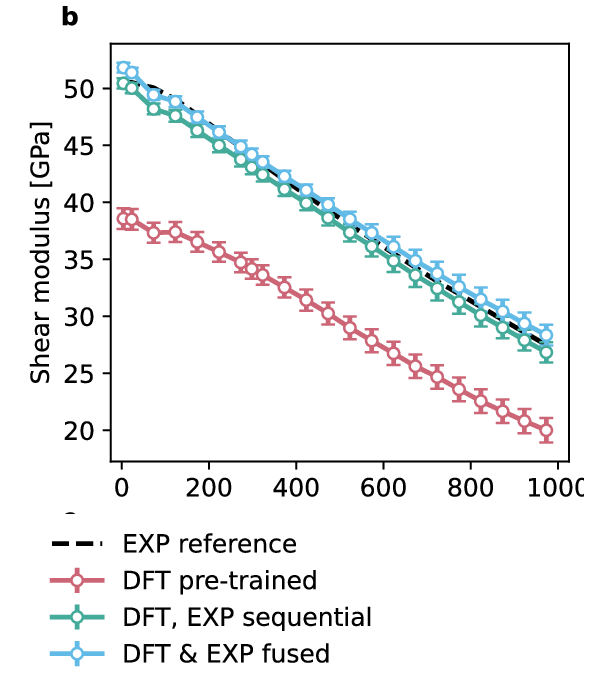 b
Shear modulus [GPa]
50
45
40
35
30
25
20
0 200 400 600 800 1000
EXP reference
DFT pre-trained
DFT, EXP sequential
DFT & EXP fused